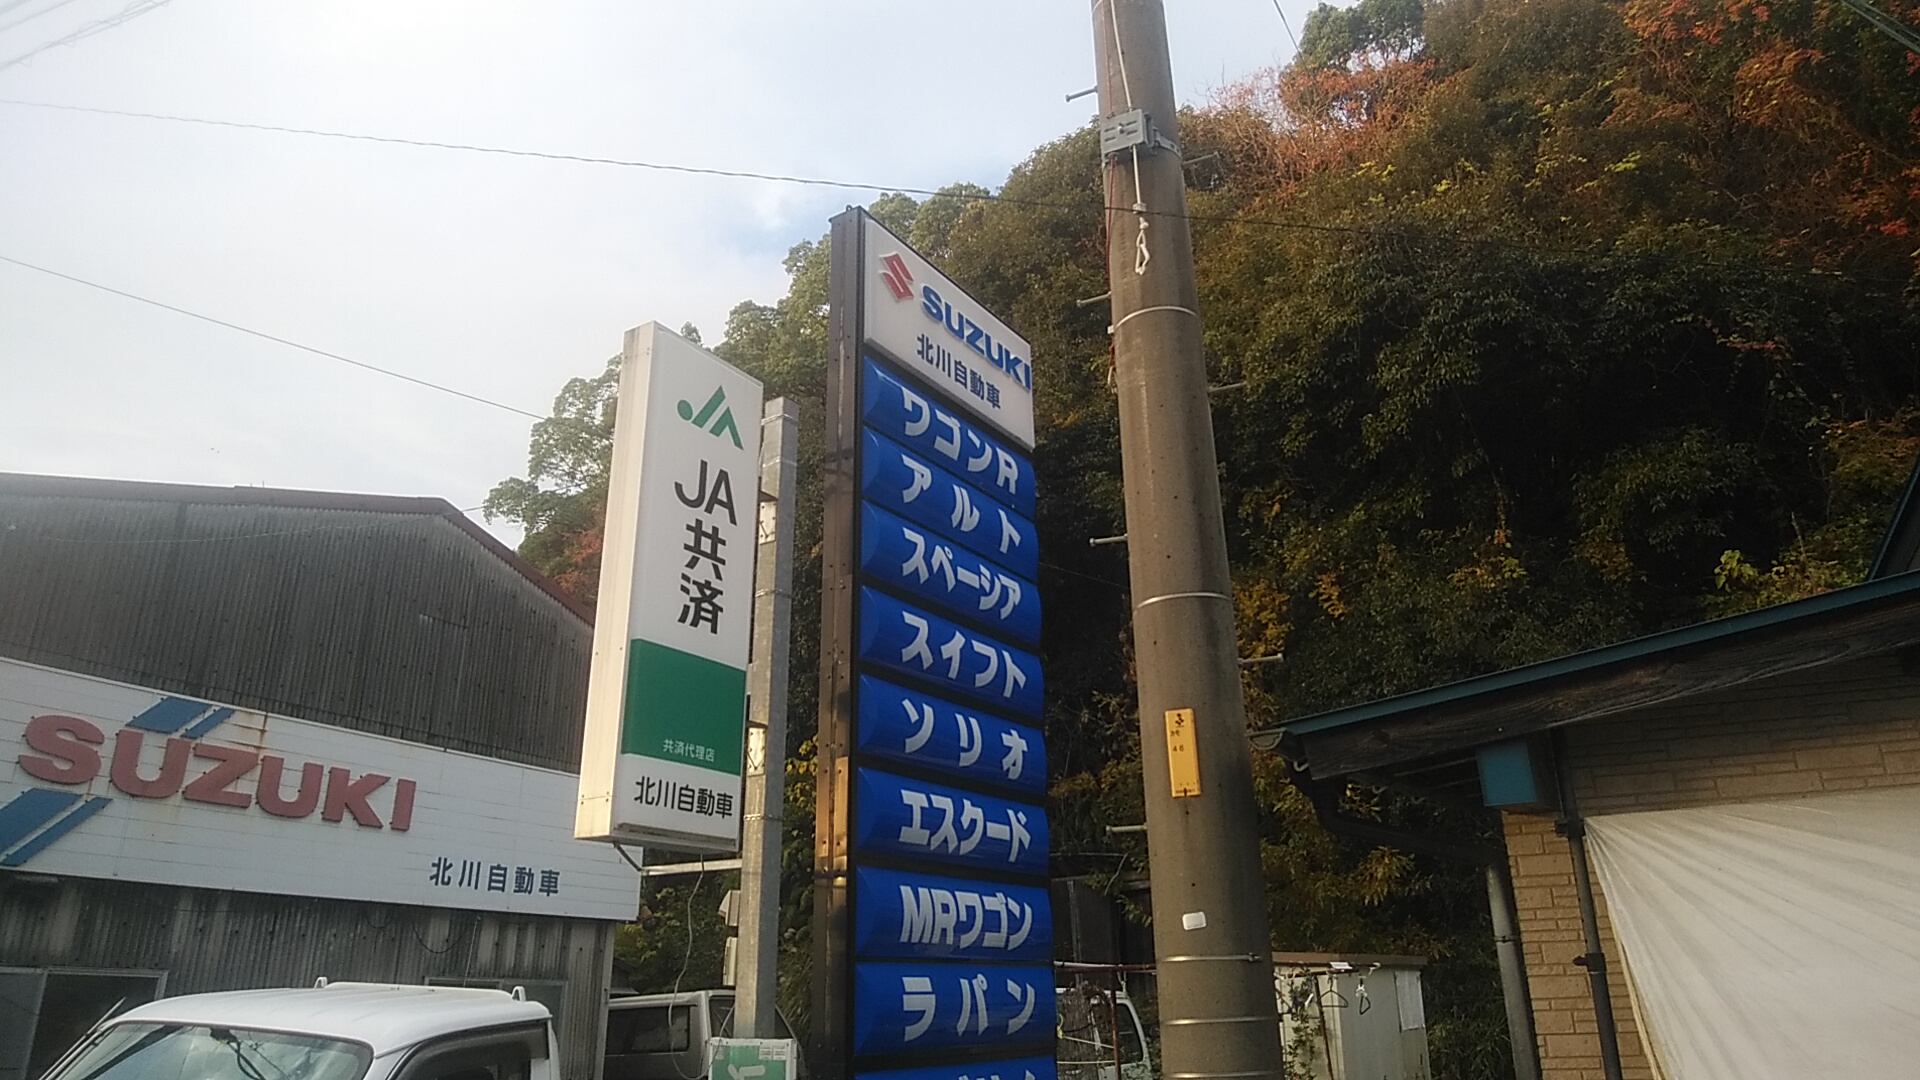 SUZUKI
北川自動車
JA
JA共済
共済代理店
北川自動車
SUZUKI
北川自動車
ワゴンR
アルト
スペーシア
スイフト
ソリオ
エスクード
MRワゴン
ラパン
46